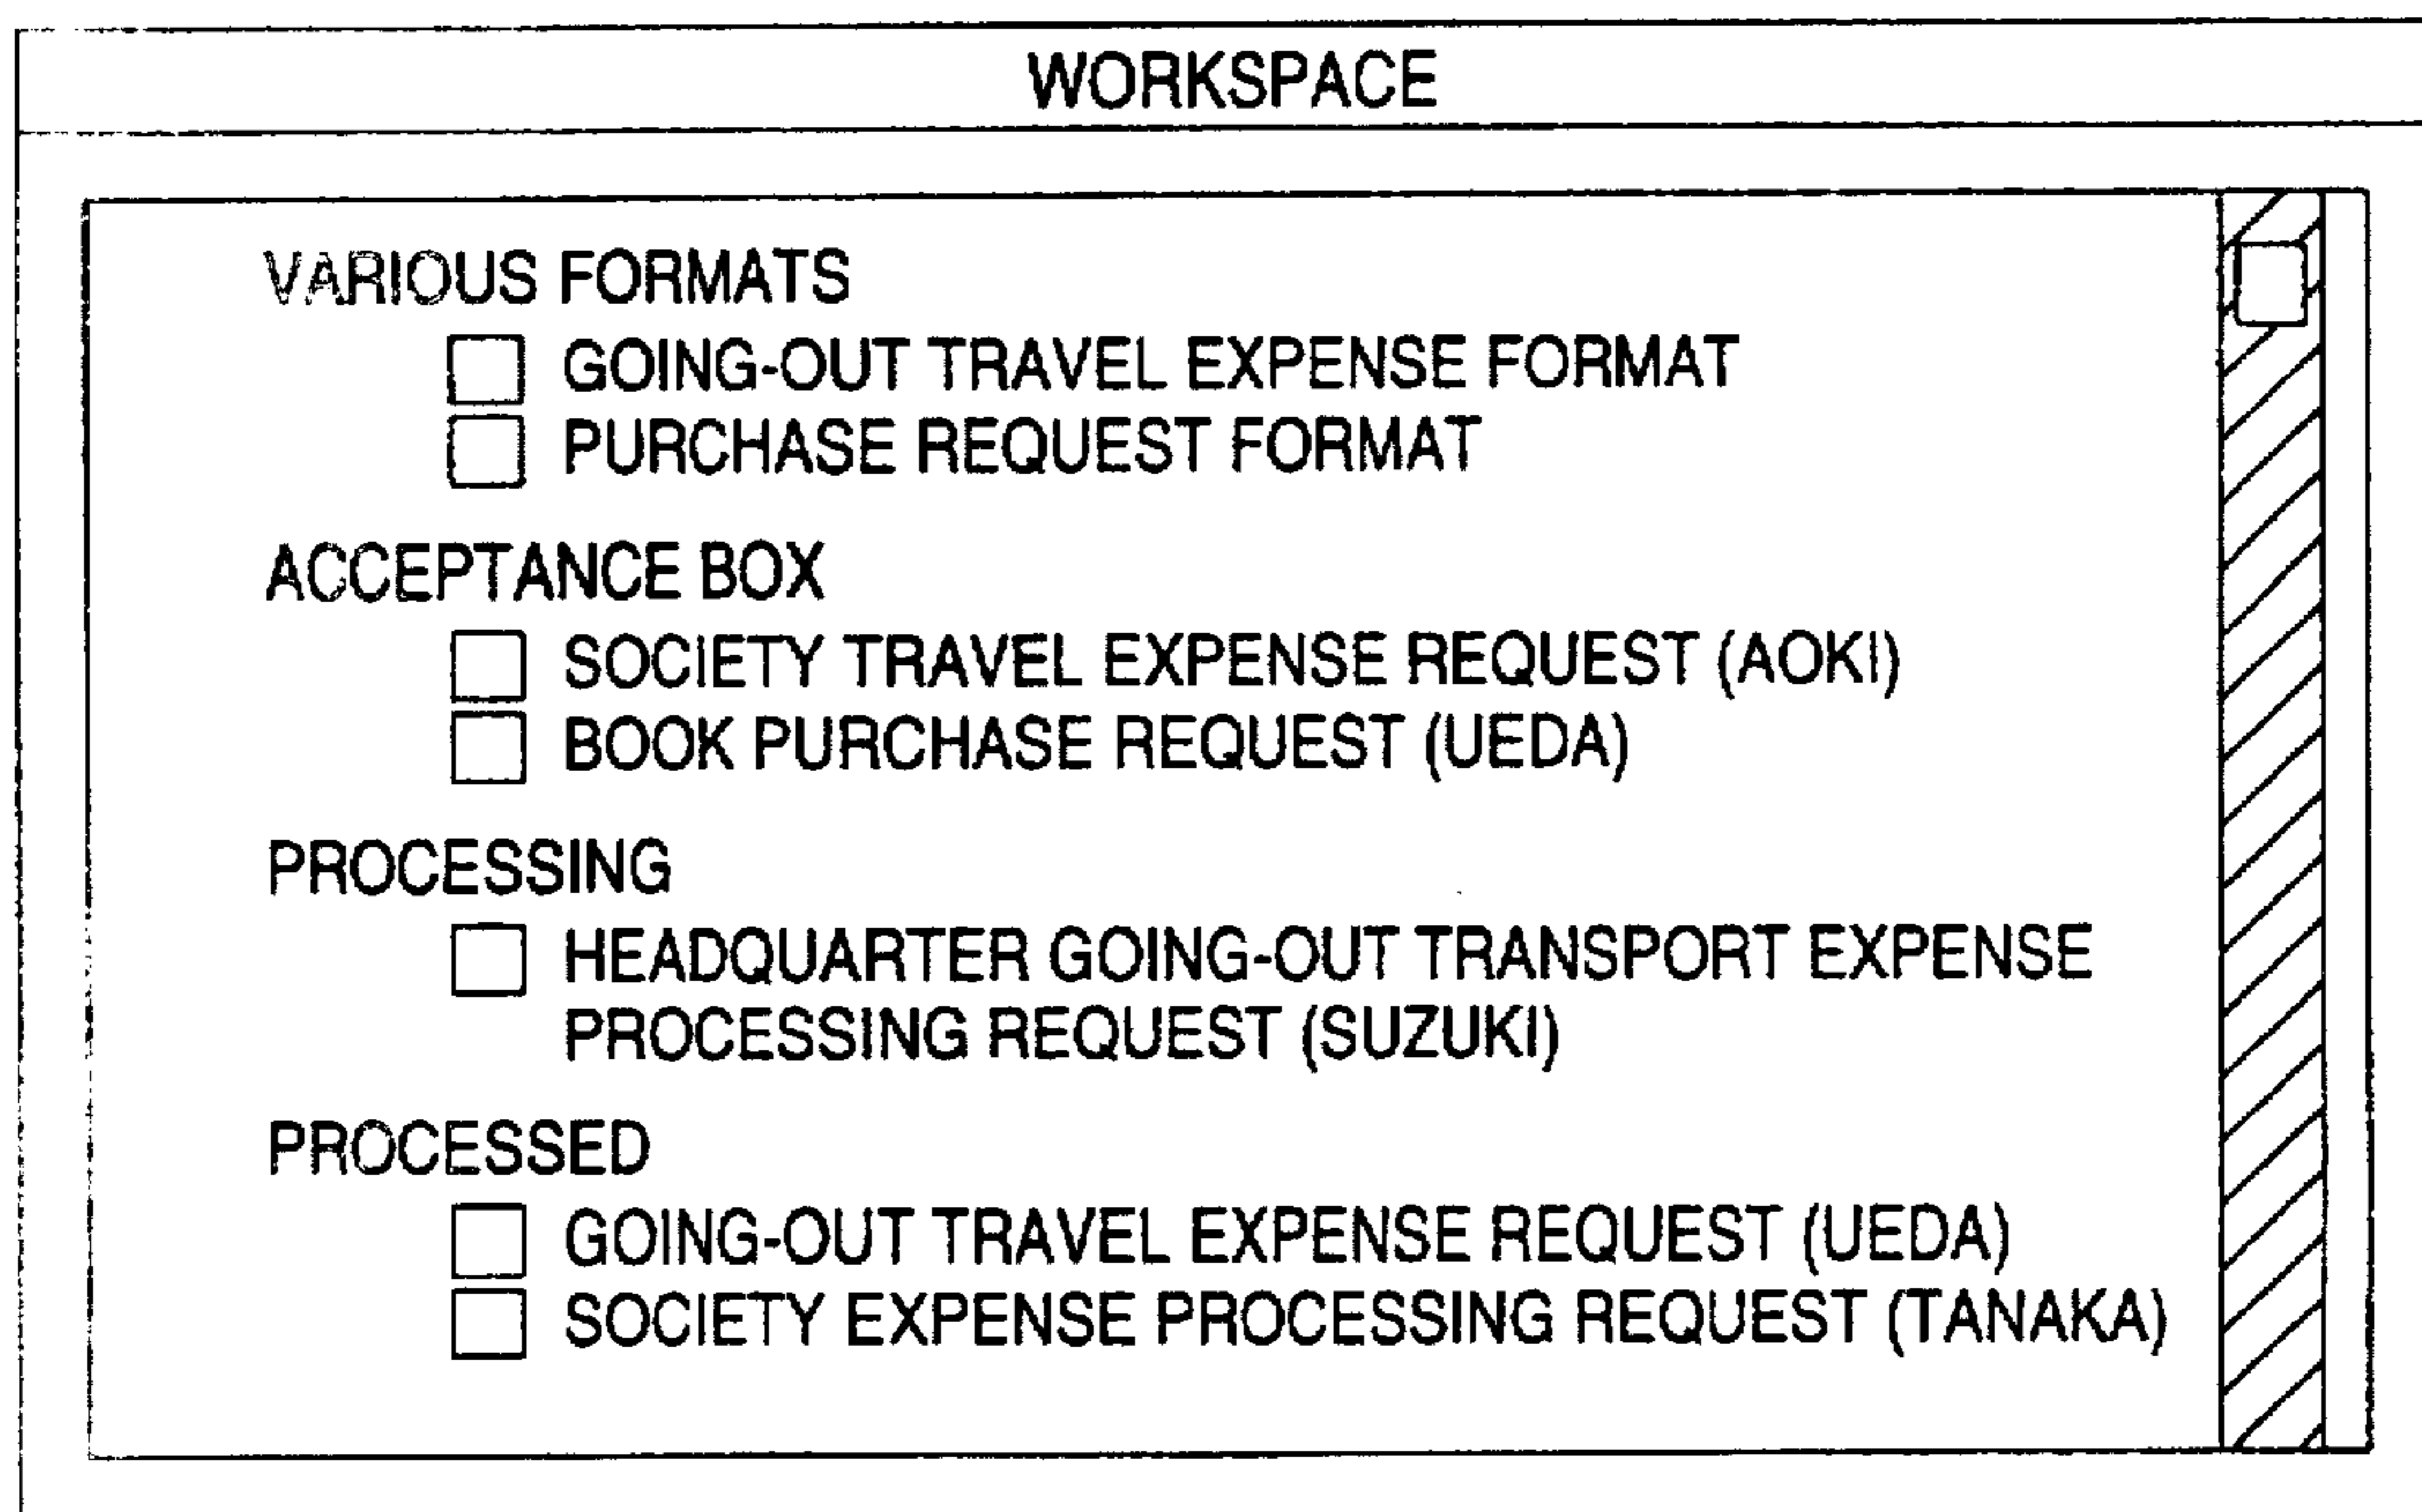 WORKSPACE
VARIOUS FORMATS
GOING-OUT TRAVEL EXPENSE FORMAT
PURCHASE REQUEST FORMAT
ACCEPTANCE BOX
SOCIETY TRAVEL EXPENSE REQUEST (AOKI)
BOOK PURCHASE REQUEST (UEDA)
PROCESSING
HEADQUARTER GOING-OUT TRANSPORT EXPENSE
PROCESSING REQUEST (SUZUKI)
PROCESSED
GOING-OUT TRAVEL EXPENSE REQUEST (UEDA)
SOCIETY EXPENSE PROCESSING REQUEST (TANAKA)